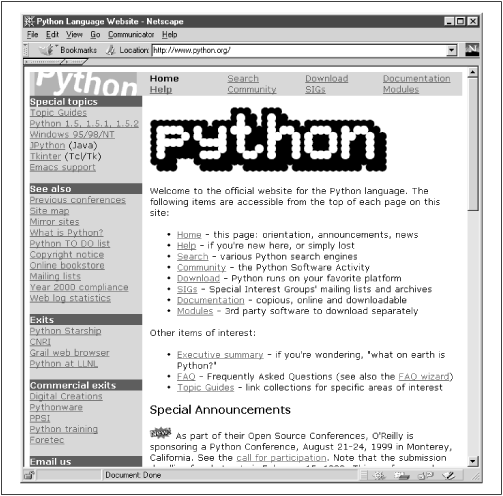 Python Language Website - Netscape
File Edit View Go Communicator Help
Bookmarks Location: http://www.python.org/
Python
Home Search Download Documentation
Help Community SIGs Modules
Special topics
Topic Guides
Python 1.5, 1.5.1, 1.5.2
Windows 95/98/NT
JPython (Java)
Tkinter (Tcl/Tk)
Emacs support
See also
Previous conferences
Site map
Mirror sites
What is Python?
Python TO DO list
Copyright notice
Online bookstore
Mailing lists
Year 2000 compliance
Web log statistics
Exits
Python Starship
CNRI
Grail web browser
Python at LLNL
Commercial exits
Digital Creations
Pythonware
PPSI
Python training
Foretec
Email us
python
Welcome to the official website for the Python language. The
following items are accessible from the top of each page on this
site:
• Home - this page: orientation, announcements, news
• Help - if you're new here, or simply lost
• Search - various Python search engines
• Community - the Python Software Activity
• Download - Python runs on your favorite platform
• SIGs - Special Interest Groups' mailing lists and archives
• Documentation - copious, online and downloadable
• Modules - 3rd party software to download separately
Other items of interest:
• Executive summary - if you're wondering, "what on earth is
Python?"
• FAQ - Frequently Asked Questions (see also the FAQ wizard)
• Topic Guides - link collections for specific areas of interest
Special Announcements
As part of their Open Source Conferences, O'Reilly is
sponsoring a Python Conference, August 21-24, 1999 in Monterey,
California. See the call for participation. Note that the submission
Document: Done